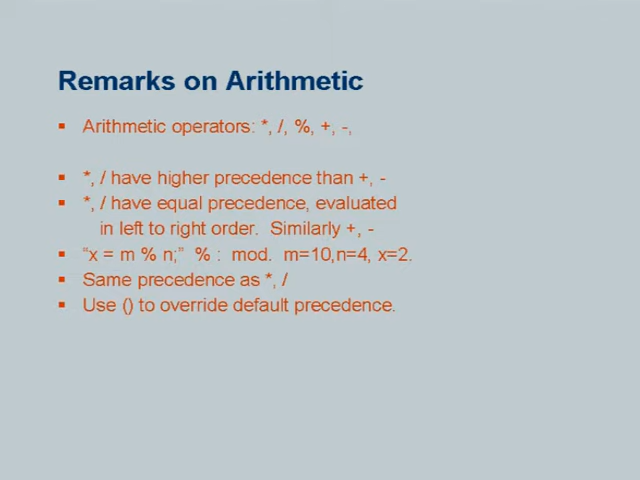 Remarks on Arithmetic
▪ Arithmetic operators: *, /, %, +, -,
▪ *, / have higher precedence than +, -
▪ *, / have equal precedence, evaluated
in left to right order. Similarly +, -
▪ “x = m % n;” % : mod. m=10,n=4, x=2.
▪ Same precedence as *, /
▪ Use () to override default precedence.